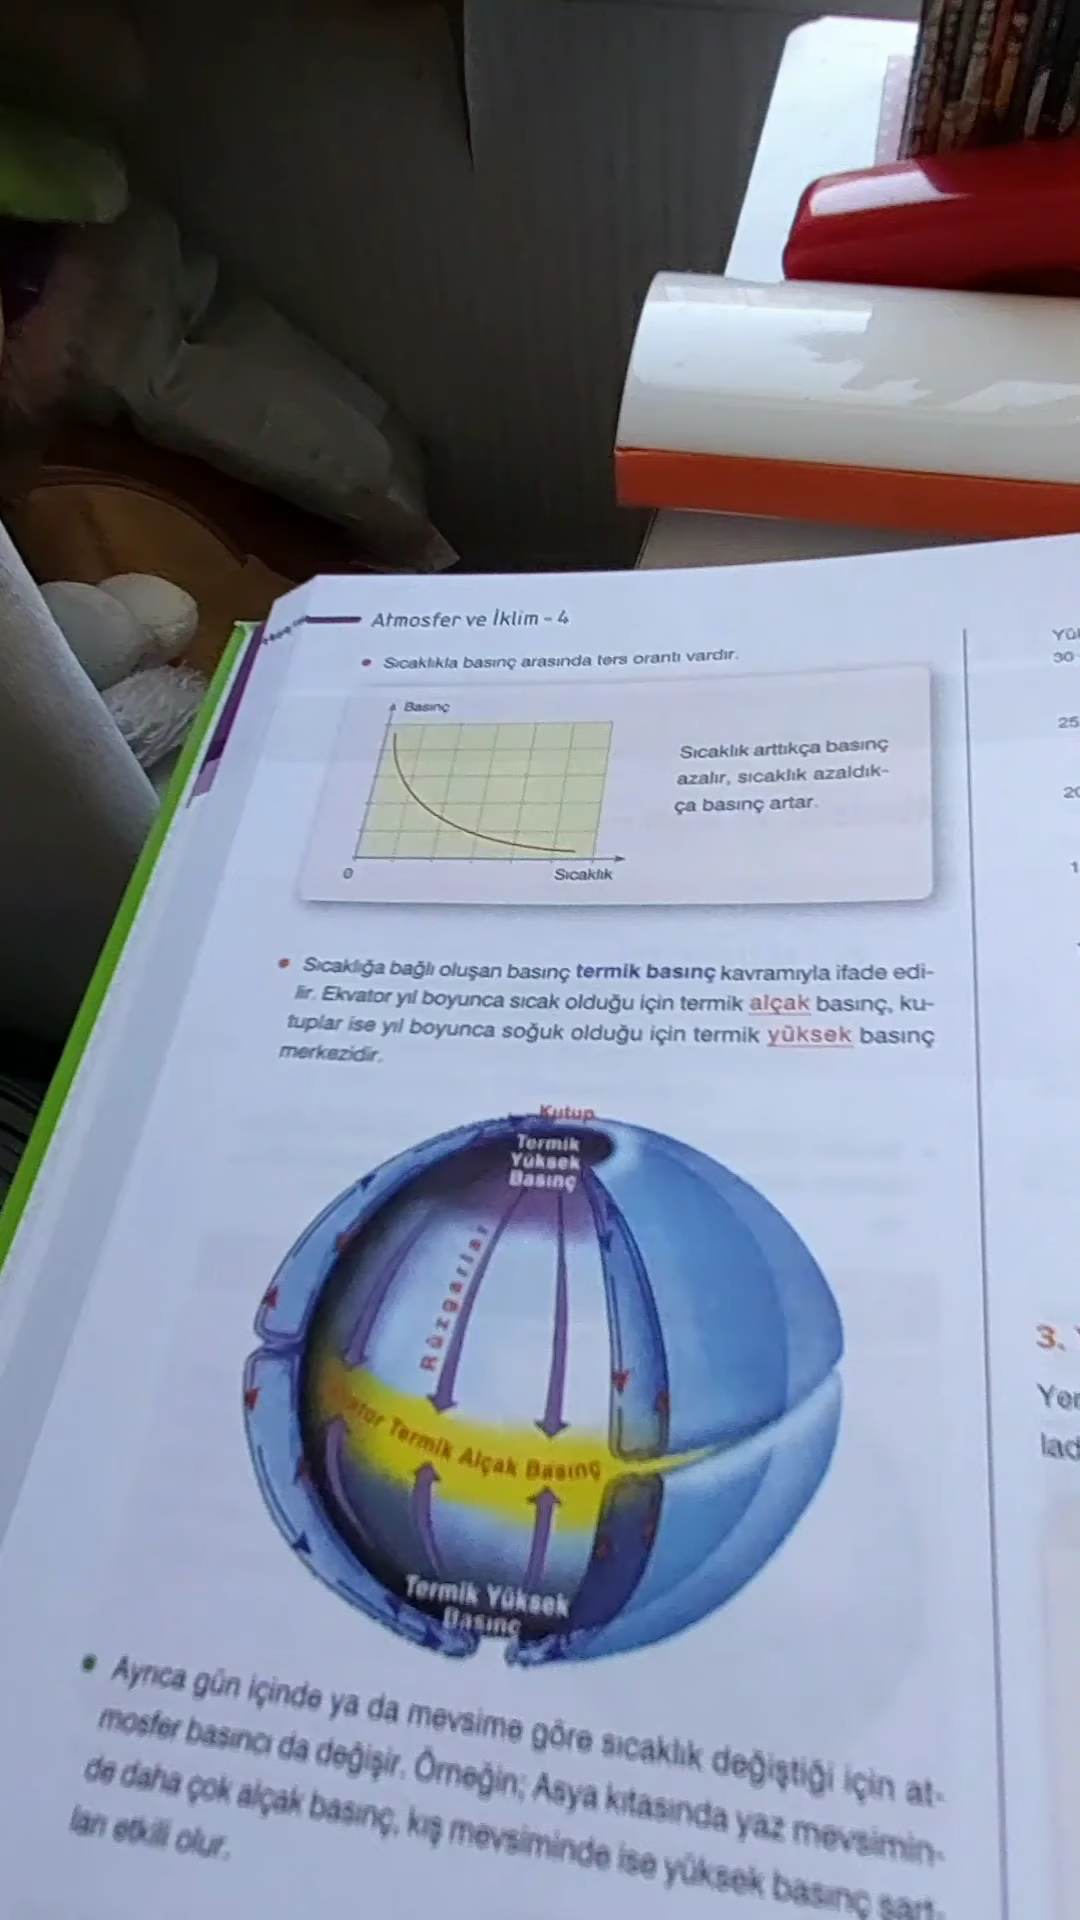 Atmosfer ve İklim - 4
• Sıcaklıkla basınç arasında ters orantı vardır.
Basınç
Sıcaklık arttıkça basınç
azalır, sıcaklık azaldık-
ça basınç artar.
0
Sıcaklık
• Sıcaklığa bağlı oluşan basınç termik basınç kavramıyla ifade edi-
lir. Ekvator yıl boyunca sıcak olduğu için termik alçak basınç, ku-
tuplar ise yıl boyunca soğuk olduğu için termik yüksek basınç
merkezidir.
Kutup
Termik
Yüksek
Basınç
Rüzgarlar
Termik Alçak Basınç
Termik Yüksek
Basınç
• Ayrıca gün içinde ya da mevsime göre sıcaklık değiştiği için at-
mosfer basıncı da değişir. Örneğin; Asya kıtasında yaz mevsimin-
de daha çok alçak basınç, kış mevsiminde ise yüksek basınç şart-
ları etkili olur.
30
25
20
3.